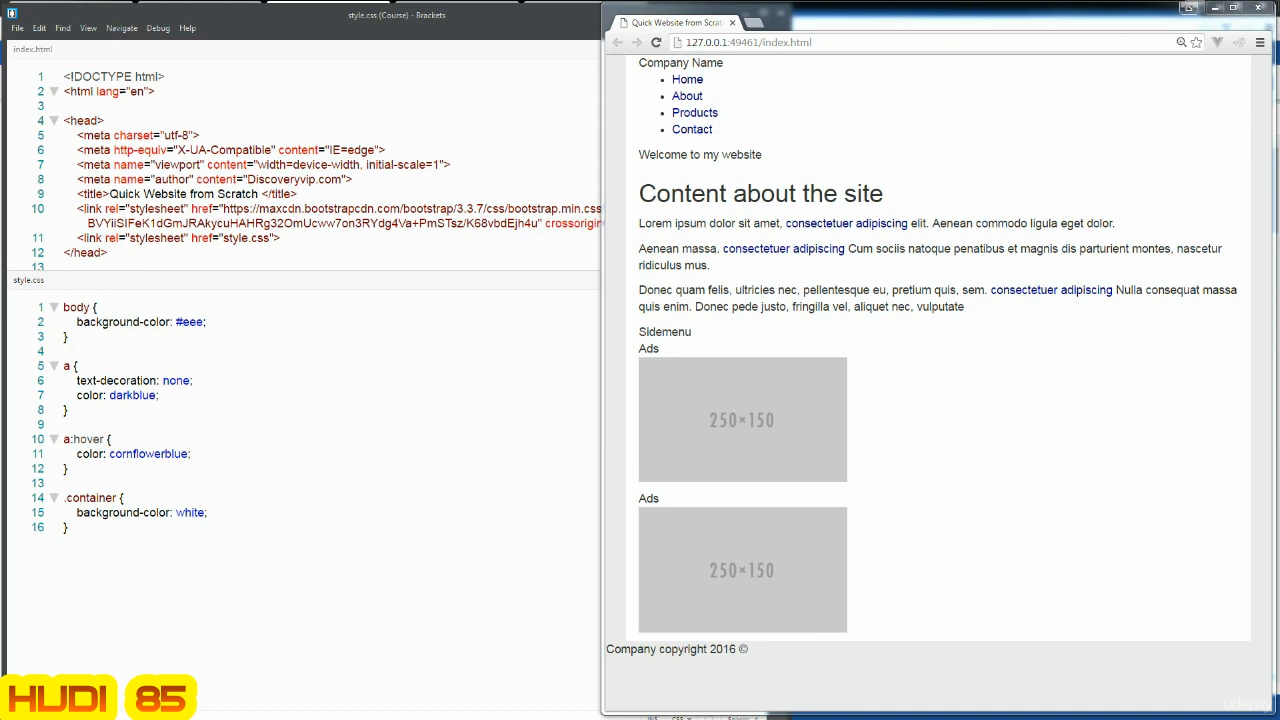 style.css (Course) - Brackets
File Edit Find View Navigate Debug Help
index.html
1 <!DOCTYPE html>
2 <html lang="en">
3
4 <head>
5 <meta charset="utf-8">
6 <meta http-equiv="X-UA-Compatible" content="IE=edge">
7 <meta name="viewport" content="width=device-width, initial-scale=1">
8 <meta name="author" content="Discoveryvip.com">
9 <title>Quick Website from Scratch </title>
10 <link rel="stylesheet" href="https://maxcdn.bootstrapcdn.com/bootstrap/3.3.7/css/bootstrap.min.css
BVYiiSIFeK1dGmJRAkycuHAHRg32OmUcww7on3RYdg4Va+PmSTsz/K68vbdEjh4u" crossorigin
11 <link rel="stylesheet" href="style.css">
12 </head>
13
style.css
1 body {
2 background-color: #eee;
3 }
4
5 a {
6 text-decoration: none;
7 color: darkblue;
8 }
9
10 a:hover {
11 color: cornflowerblue;
12 }
13
14 .container {
15 background-color: white;
16 }
HUDI 85
Quick Website from Scrat
127.0.0.1:49461/index.html
Company Name
Home
About
Products
Contact
Welcome to my website
Content about the site
Lorem ipsum dolor sit amet, consectetuer adipiscing elit. Aenean commodo ligula eget dolor.
Aenean massa. consectetuer adipiscing Cum sociis natoque penatibus et magnis dis parturient montes, nascetur
ridiculus mus.
Donec quam felis, ultricies nec, pellentesque eu, pretium quis, sem. consectetuer adipiscing Nulla consequat massa
quis enim. Donec pede justo, fringilla vel, aliquet nec, vulputate
Sidemenu
Ads
250×150
Ads
250×150
Company copyright 2016 ©
udemy